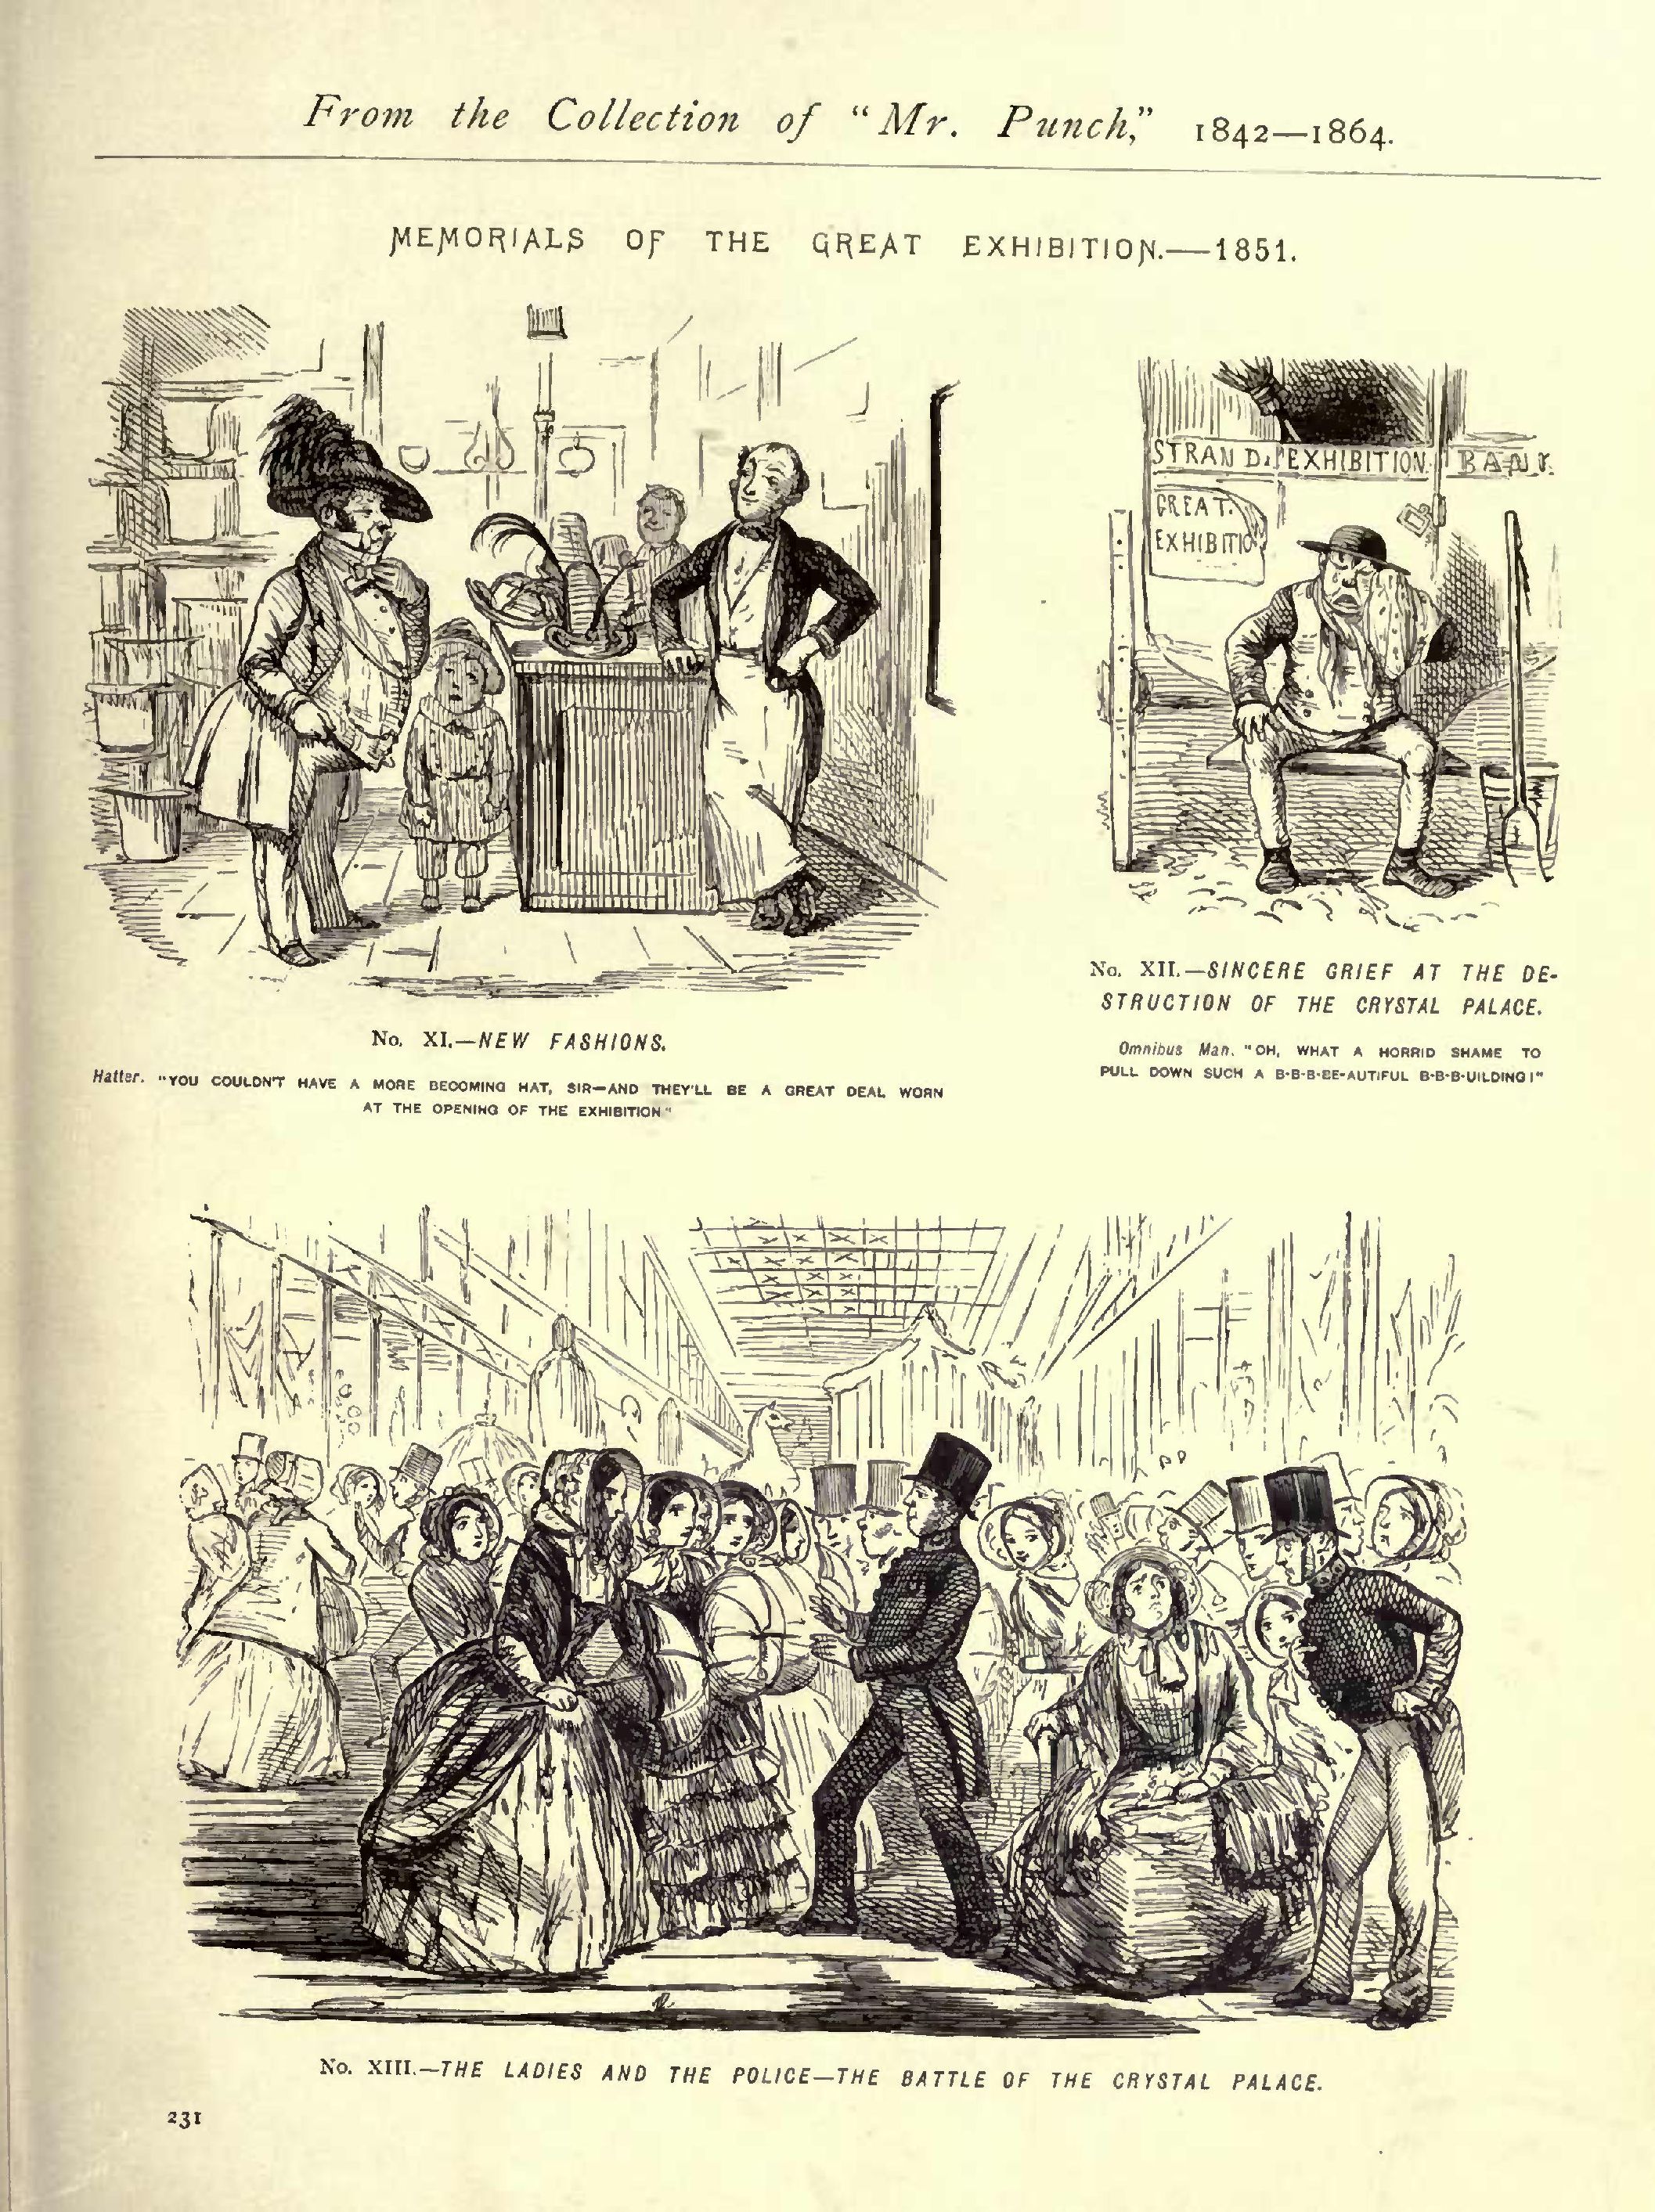 From the Collection of "Mr. Punch," 1842—1864.
MEMORIALS OF THE GREAT EXHIBITION.—1851.
STRAND. EXHIBITION. BANK.
GREAT.
EXHIBITIO
No. XI.—NEW FASHIONS.
Hatter. "YOU COULDN'T HAVE A MORE BECOMING HAT, SIR—AND THEY'LL BE A GREAT DEAL WORN
AT THE OPENING OF THE EXHIBITION"
No. XII.—SINCERE GRIEF AT THE DE-
STRUCTION OF THE CRYSTAL PALACE.
Omnibus Man. "OH, WHAT A HORRID SHAME TO
PULL DOWN SUCH A B-B-B-BE-AUTIFUL B-B-B-UILDING!"
No. XIII.—THE LADIES AND THE POLICE—THE BATTLE OF THE CRYSTAL PALACE.
231